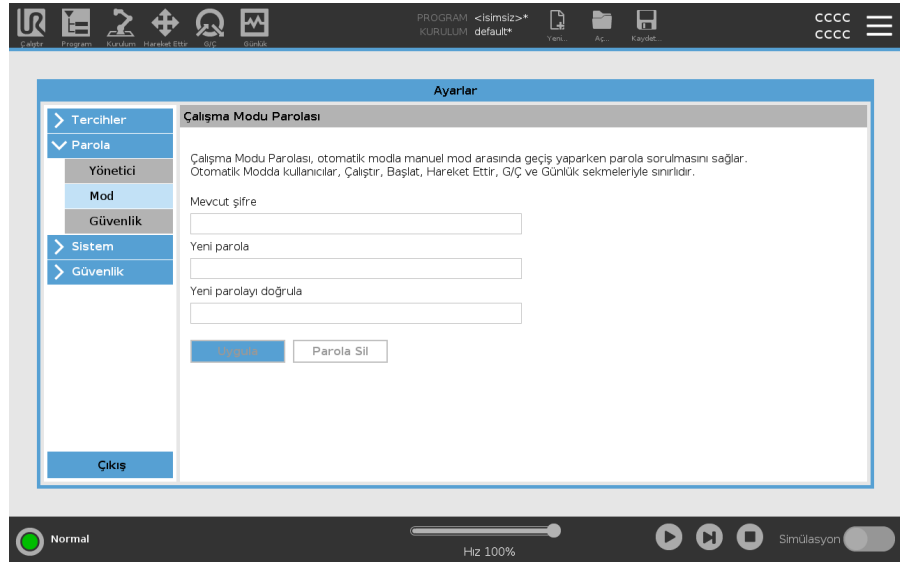 PROGRAM <isimsiz>*
KURULUM default*
CCCC
CCCC
Çalıştır
Program
Kurulum
Hareket Ettir
G/Ç
Günlük
Yeni...
Aç...
Kaydet...
Ayarlar
Tercihler
Parola
Yönetici
Mod
Güvenlik
Sistem
Güvenlik
Çıkış
Çalışma Modu Parolası
Çalışma Modu Parolası, otomatik modla manuel mod arasında geçiş yaparken parola sorulmasını sağlar.
Otomatik Modda kullanıcılar, Çalıştır, Başlat, Hareket Ettir, G/Ç ve Günlük sekmeleriyle sınırlıdır.
Mevcut şifre
Yeni parola
Yeni parolayı doğrula
Uygula
Parola Sil
Normal
Hız 100%
Simülasyon